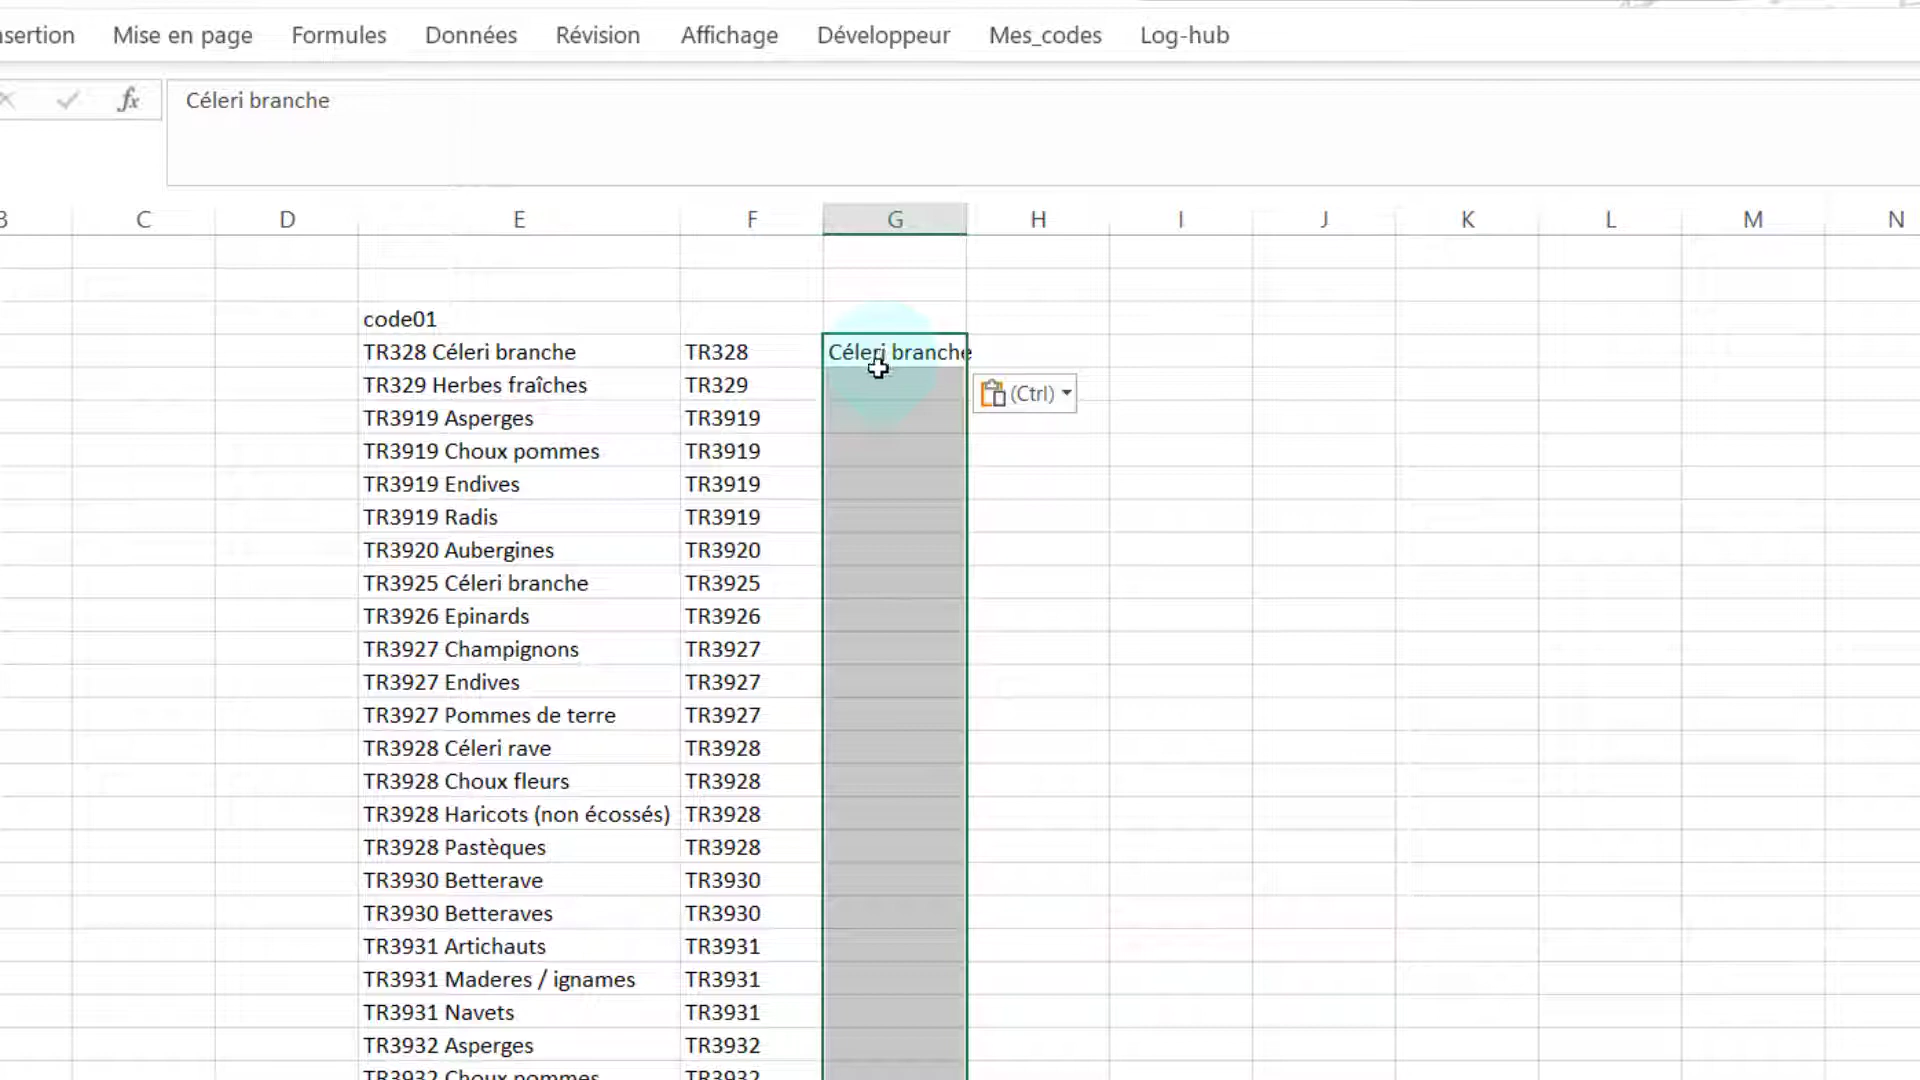 nsertion Mise en page Formules Données Révision Affichage Développeur Mes_codes Log-hub
fx Céleri branche
B C D E F G H I J K L M N
code01
TR328 Céleri branche TR328 Céleri branche
TR329 Herbes fraîches TR329 (Ctrl)
TR3919 Asperges TR3919
TR3919 Choux pommes TR3919
TR3919 Endives TR3919
TR3919 Radis TR3919
TR3920 Aubergines TR3920
TR3925 Céleri branche TR3925
TR3926 Epinards TR3926
TR3927 Champignons TR3927
TR3927 Endives TR3927
TR3927 Pommes de terre TR3927
TR3928 Céleri rave TR3928
TR3928 Choux fleurs TR3928
TR3928 Haricots (non écossés) TR3928
TR3928 Pastèques TR3928
TR3930 Betterave TR3930
TR3930 Betteraves TR3930
TR3931 Artichauts TR3931
TR3931 Maderes / ignames TR3931
TR3931 Navets TR3931
TR3932 Asperges TR3932
TR3932 Choux pommes TR3932